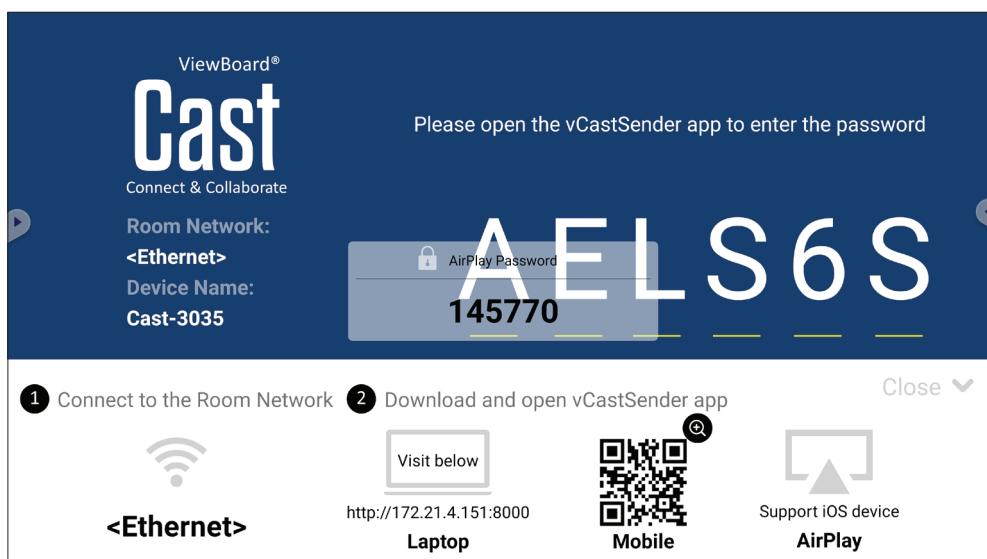 ViewBoard®
Cast
Connect & Collaborate
Please open the vCastSender app to enter the password
Room Network:
<Ethernet>
Device Name:
Cast-3035
AELS6S
AirPlay Password
145770
1 Connect to the Room Network
2 Download and open vCastSender app
Close
<Ethernet>
Visit below
http://172.21.4.151:8000
Laptop
Mobile
Support iOS device
AirPlay